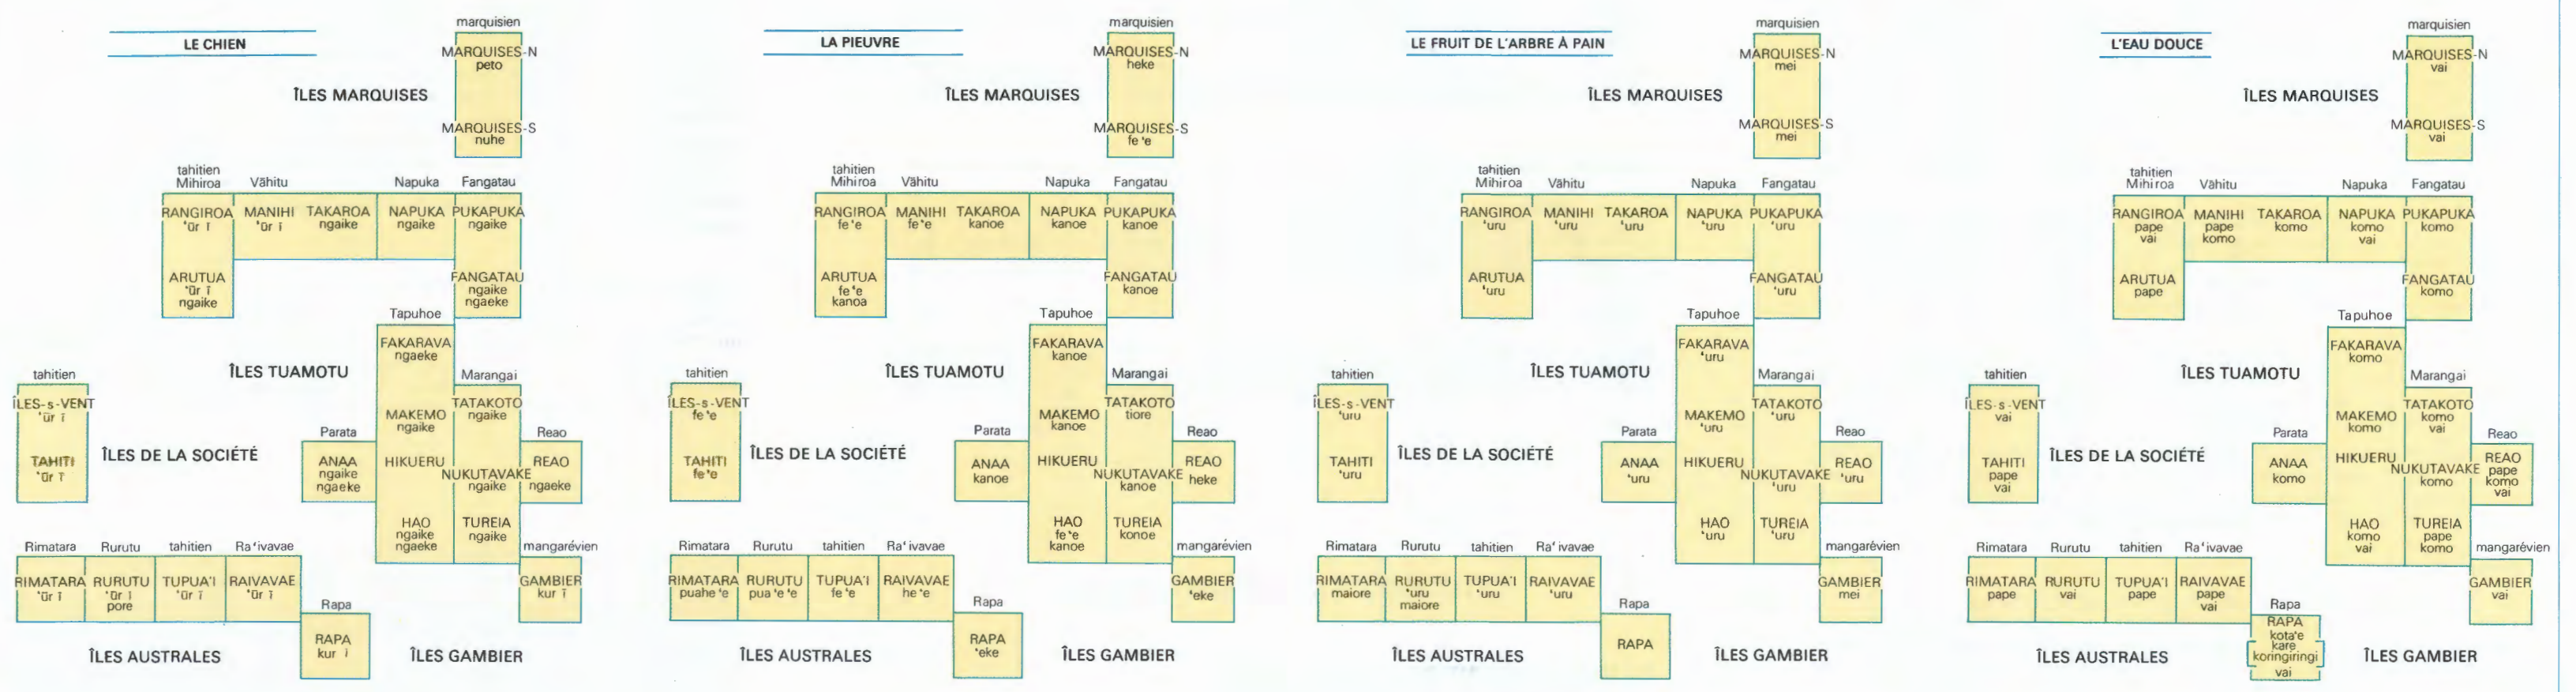 LE CHIEN
marquisien
MARQUISES-N
peto
ÎLES MARQUISES
MARQUISES-S
nuhe
tahitien
Mihiroa
Vāhitu
Napuka
Fangatau
RANGIROA
'ūr ī
MANIHI
'ūr i
TAKAROA
ngaike
NAPUKA
ngaike
PUKAPUKA
ngaike
ARUTUA
'ūr ī
ngaike
FANGATAU
ngaike
ngaeke
Tapuhoe
FAKARAVA
ngaeke
ÎLES TUAMOTU
tahitien
Marangai
ÎLES-s-VENT
'ūr ī
MAKEMO
ngaike
TATAKOTO
ngaike
TAHITI
'ūr ī
ÎLES DE LA SOCIÉTÉ
Parata
ANAA
ngaike
ngaeke
HIKUERU
NUKUTAVAKE
ngaike
Reao
REAO
ngaeke
HAO
ngaike
ngaeke
TUREIA
ngaike
Rimatara
Rurutu
tahitien
Ra'ivavae
mangarévien
RIMATARA
'ūr ī
RURUTU
'ūr i
pore
TUPUA'I
'ūr ī
RAIVAVAE
'ūr ī
GAMBIER
kur ī
Rapa
RAPA
kur i
ÎLES AUSTRALES
ÎLES GAMBIER
LA PIEUVRE
marquisien
MARQUISES-N
heke
ÎLES MARQUISES
MARQUISES-S
fe'e
tahitien
Mihiroa
Vāhitu
Napuka
Fangatau
RANGIROA
fe'e
MANIHI
fe'e
TAKAROA
kanoe
NAPUKA
kanoe
PUKAPUKA
kanoe
ARUTUA
fe'e
kanoa
FANGATAU
kanoe
Tapuhoe
FAKARAVA
kanoe
ÎLES TUAMOTU
tahitien
Marangai
ÎLES-s-VENT
fe'e
MAKEMO
kanoe
TATAKOTO
tiore
TAHITI
fe'e
ÎLES DE LA SOCIÉTÉ
Parata
ANAA
kanoe
HIKUERU
NUKUTAVAKE
kanoe
Reao
REAO
heke
HAO
fe'e
kanoe
TUREIA
konoe
Rimatara
Rurutu
tahitien
Ra'ivavae
mangarévien
RIMATARA
puahe'e
RURUTU
pua'e'e
TUPUA'I
fe'e
RAIVAVAE
he'e
GAMBIER
'eke
Rapa
RAPA
'eke
ÎLES AUSTRALES
ÎLES GAMBIER
LE FRUIT DE L'ARBRE À PAIN
marquisien
MARQUISES-N
mei
ÎLES MARQUISES
MARQUISES-S
mei
tahitien
Mihiroa
Vāhitu
Napuka
Fangatau
RANGIROA
'uru
MANIHI
'uru
TAKAROA
'uru
NAPUKA
'uru
PUKAPUKA
'uru
ARUTUA
'uru
FANGATAU
'uru
Tapuhoe
FAKARAVA
'uru
ÎLES TUAMOTU
tahitien
Marangai
ÎLES-s-VENT
'uru
MAKEMO
'uru
TATAKOTO
'uru
TAHITI
'uru
ÎLES DE LA SOCIÉTÉ
Parata
ANAA
'uru
HIKUERU
NUKUTAVAKE
'uru
Reao
REAO
'uru
HAO
'uru
TUREIA
'uru
Rimatara
Rurutu
tahitien
Ra'ivavae
mangarévien
RIMATARA
maiore
RURUTU
'uru
maiore
TUPUA'I
'uru
RAIVAVAE
'uru
GAMBIER
mei
Rapa
RAPA
ÎLES AUSTRALES
ÎLES GAMBIER
L'EAU DOUCE
marquisien
MARQUISES-N
vai
ÎLES MARQUISES
MARQUISES-S
vai
tahitien
Mihiroa
Vāhitu
Napuka
Fangatau
RANGIROA
pape
vai
MANIHI
pape
komo
TAKAROA
komo
NAPUKA
komo
vai
PUKAPUKA
komo
ARUTUA
pape
FANGATAU
komo
Tapuhoe
FAKARAVA
komo
ÎLES TUAMOTU
tahitien
Marangai
ÎLES-s-VENT
vai
MAKEMO
komo
TATAKOTO
komo
vai
TAHITI
pape
vai
ÎLES DE LA SOCIÉTÉ
Parata
ANAA
komo
HIKUERU
NUKUTAVAKE
komo
Reao
REAO
pape
komo
vai
HAO
komo
vai
TUREIA
pape
komo
Rimatara
Rurutu
tahitien
Ra'ivavae
mangarévien
RIMATARA
pape
RURUTU
vai
TUPUA'I
pape
RAIVAVAE
pape
vai
GAMBIER
vai
Rapa
RAPA
kota'e
kare
koringiringi
vai
ÎLES AUSTRALES
ÎLES GAMBIER